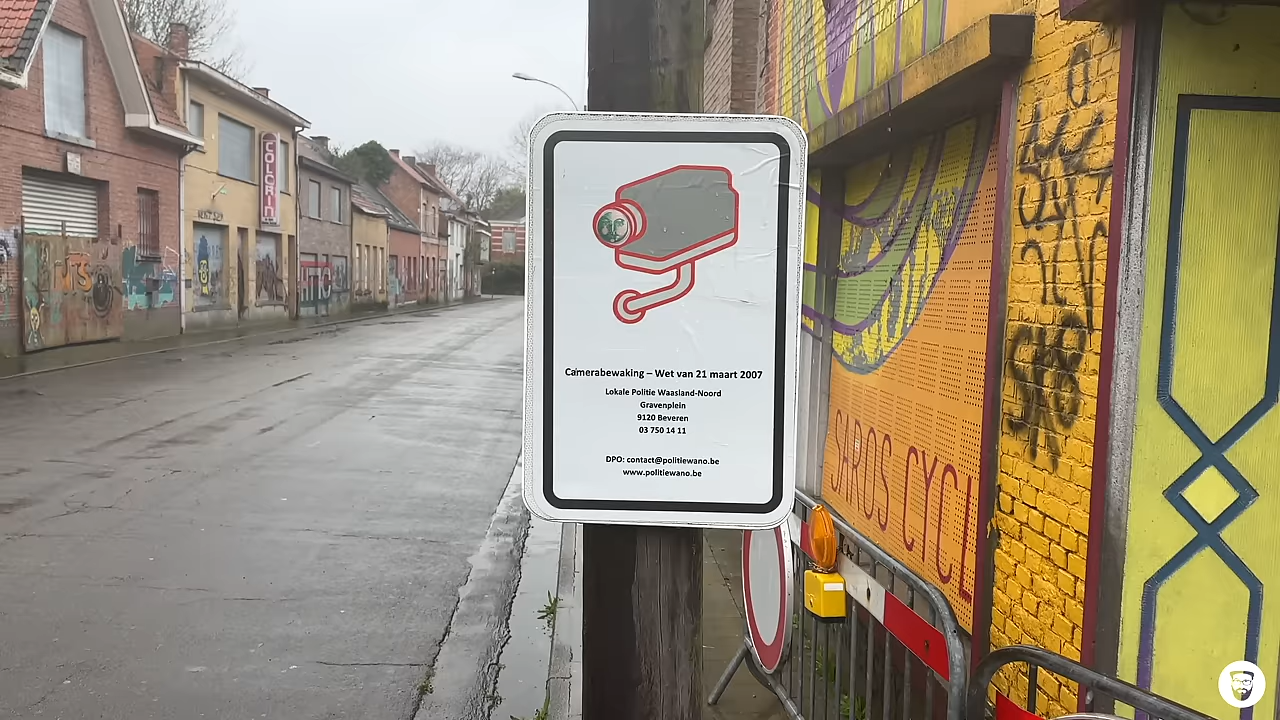 COLORIN
Camerabewaking – Wet van 21 maart 2007
Lokale Politie Waasland-Noord
Gravenplein
9120 Beveren
03 750 14 11
DPO: contact@politiewano.be
www.politiewano.be
SAROS CYCL